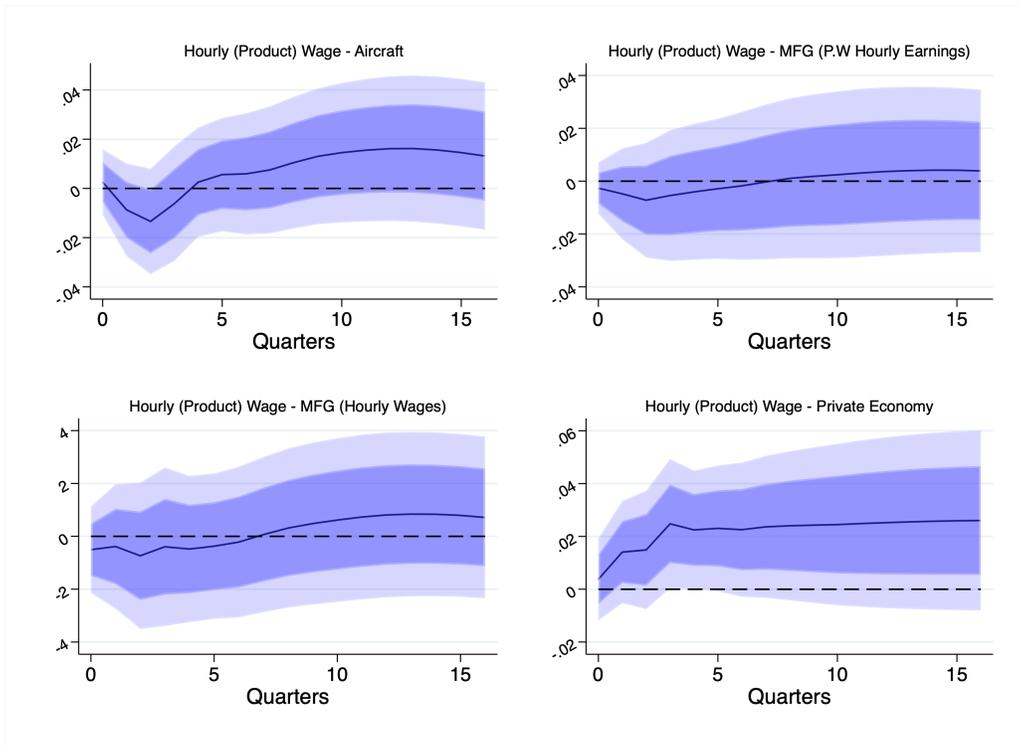 Hourly (Product) Wage - Aircraft
.04
.02
0
-.02
-.04
0 5 10 15
Quarters
Hourly (Product) Wage - MFG (P.W Hourly Earnings)
.04
.02
0
-.02
-.04
0 5 10 15
Quarters
Hourly (Product) Wage - MFG (Hourly Wages)
4
2
0
-2
-4
0 5 10 15
Quarters
Hourly (Product) Wage - Private Economy
.06
.04
.02
0
-.02
0 5 10 15
Quarters